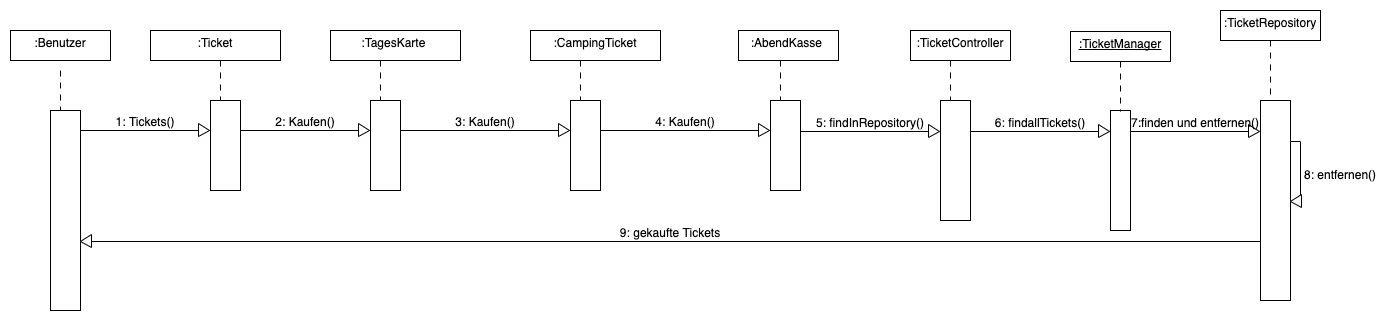 :TicketRepository
:Benutzer
:Ticket
:TagesKarte
:CampingTicket
:AbendKasse
:TicketController
:TicketManager
1: Tickets()
2: Kaufen()
3: Kaufen()
4: Kaufen()
5: findInRepository()
6: findallTickets()
7:finden und entfernen()
8: entfernen()
9: gekaufte Tickets